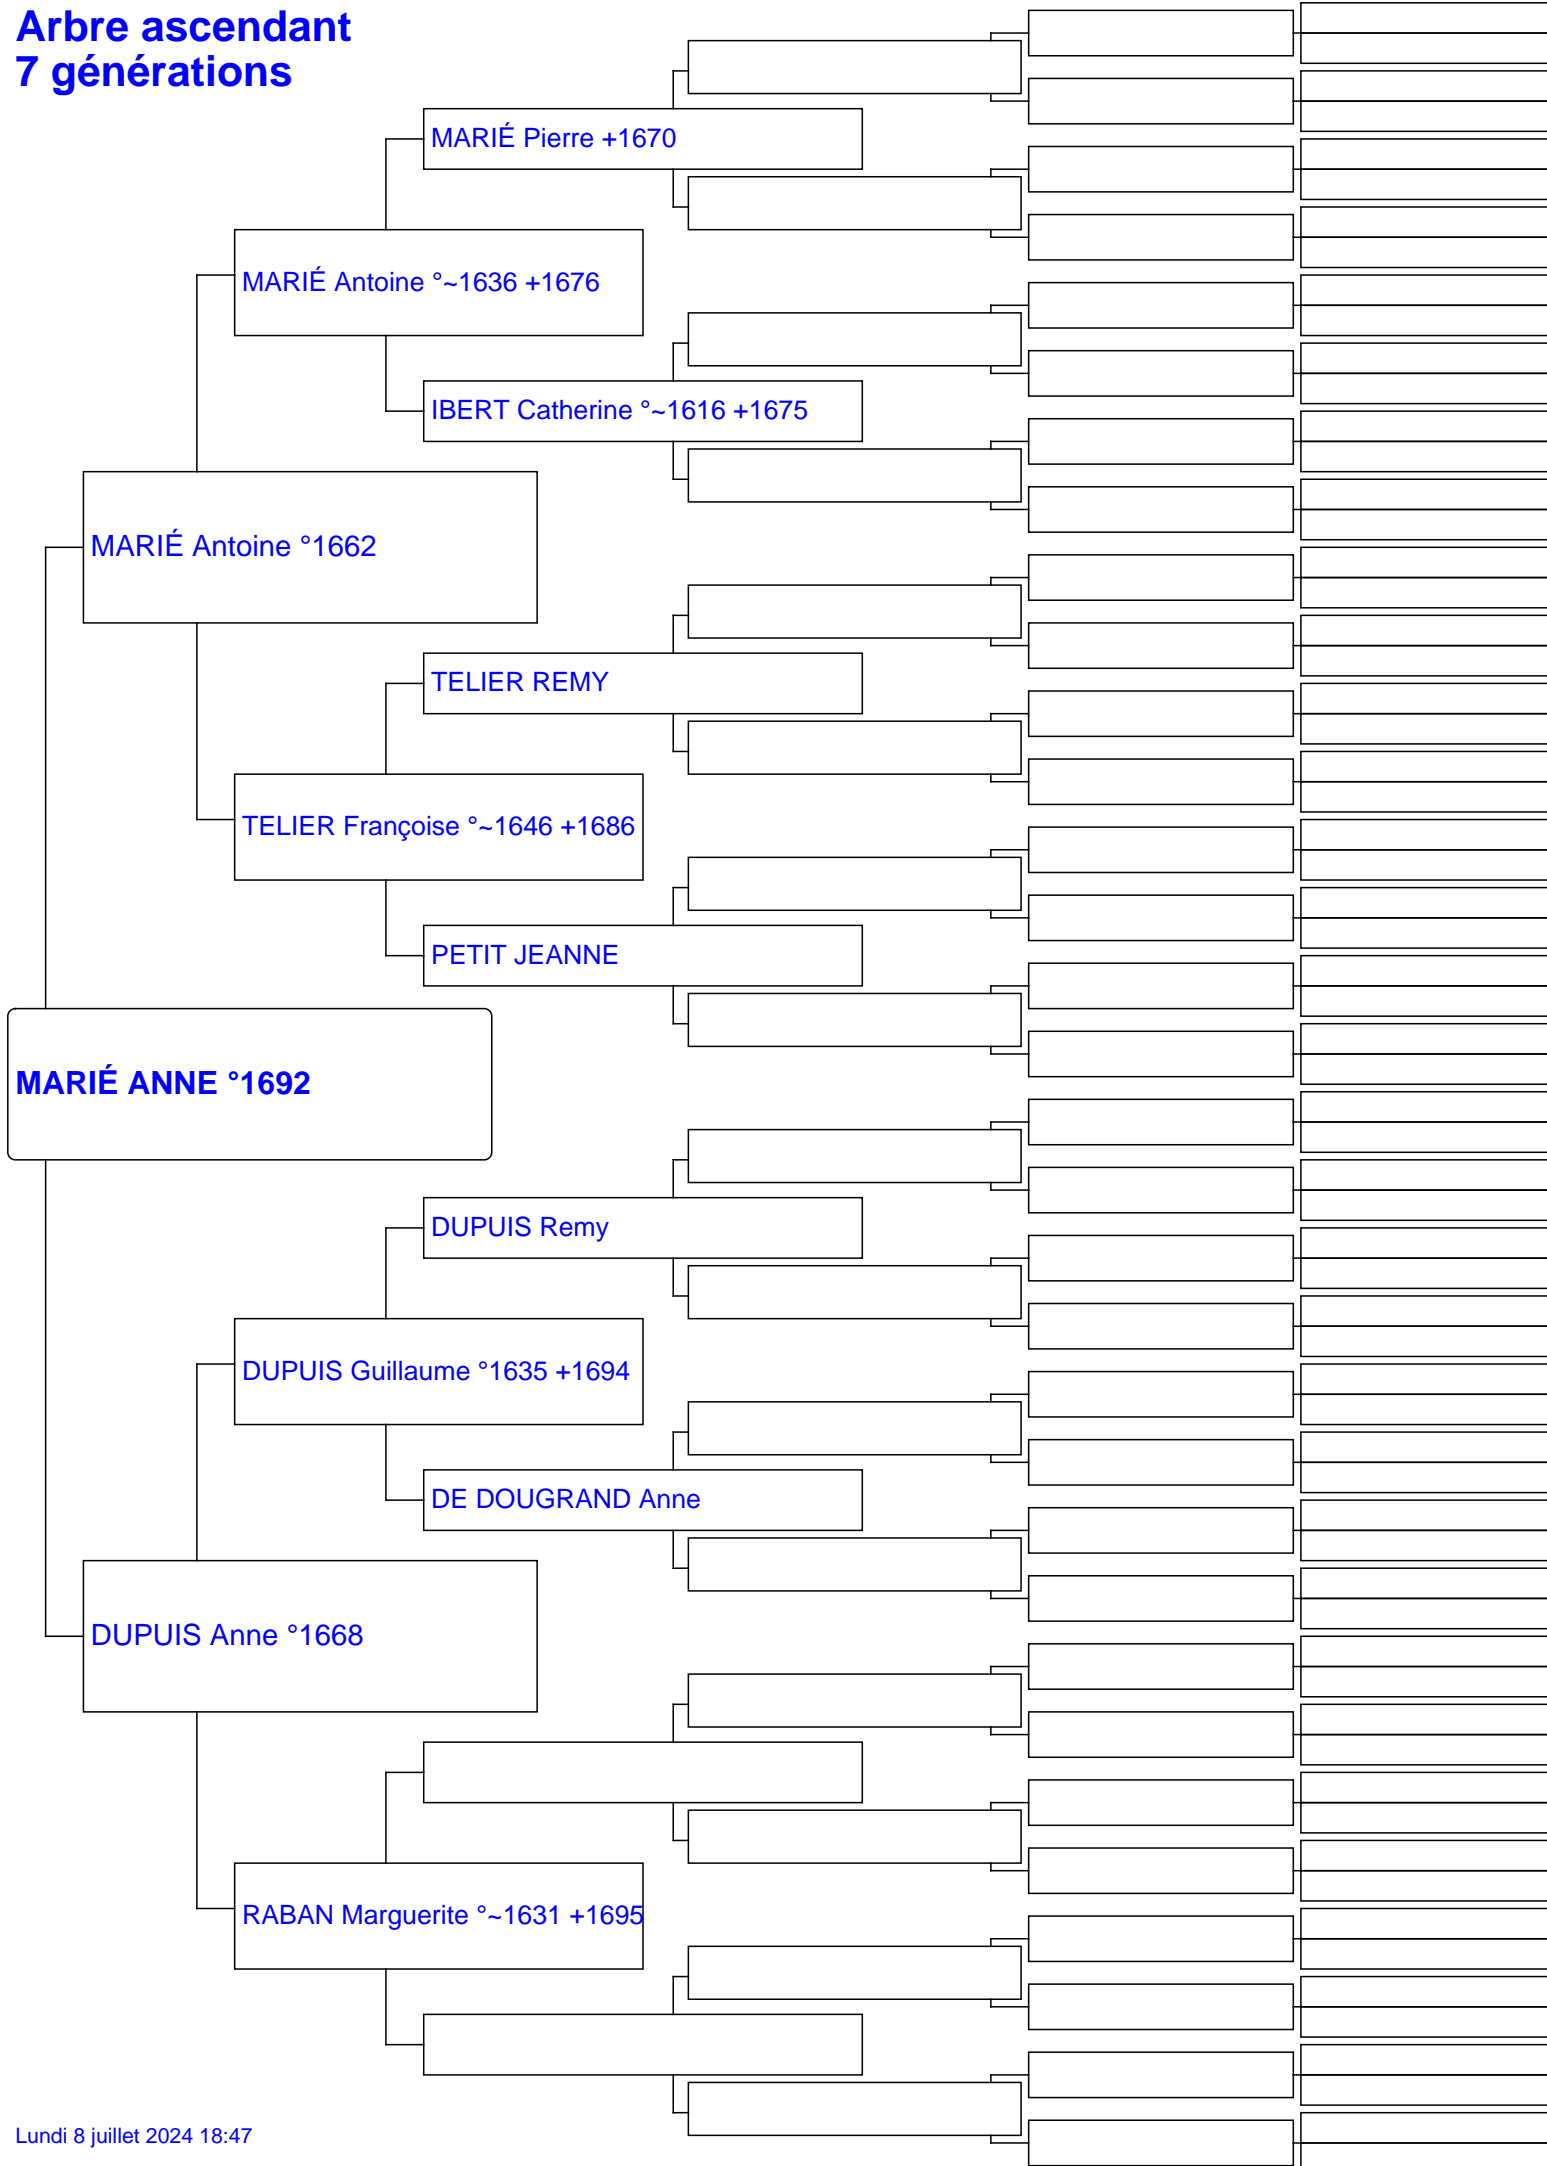 Arbre ascendant
7 générations
MARIÉ Pierre +1670
MARIÉ Antoine °~1636 +1676
IBERT Catherine °~1616 +1675
MARIÉ Antoine °1662
TELIER REMY
TELIER Françoise °~1646 +1686
PETIT JEANNE
MARIÉ ANNE °1692
DUPUIS Remy
DUPUIS Guillaume °1635 +1694
DE DOUGRAND Anne
DUPUIS Anne °1668
RABAN Marguerite °~1631 +1695
Lundi 8 juillet 2024 18:47